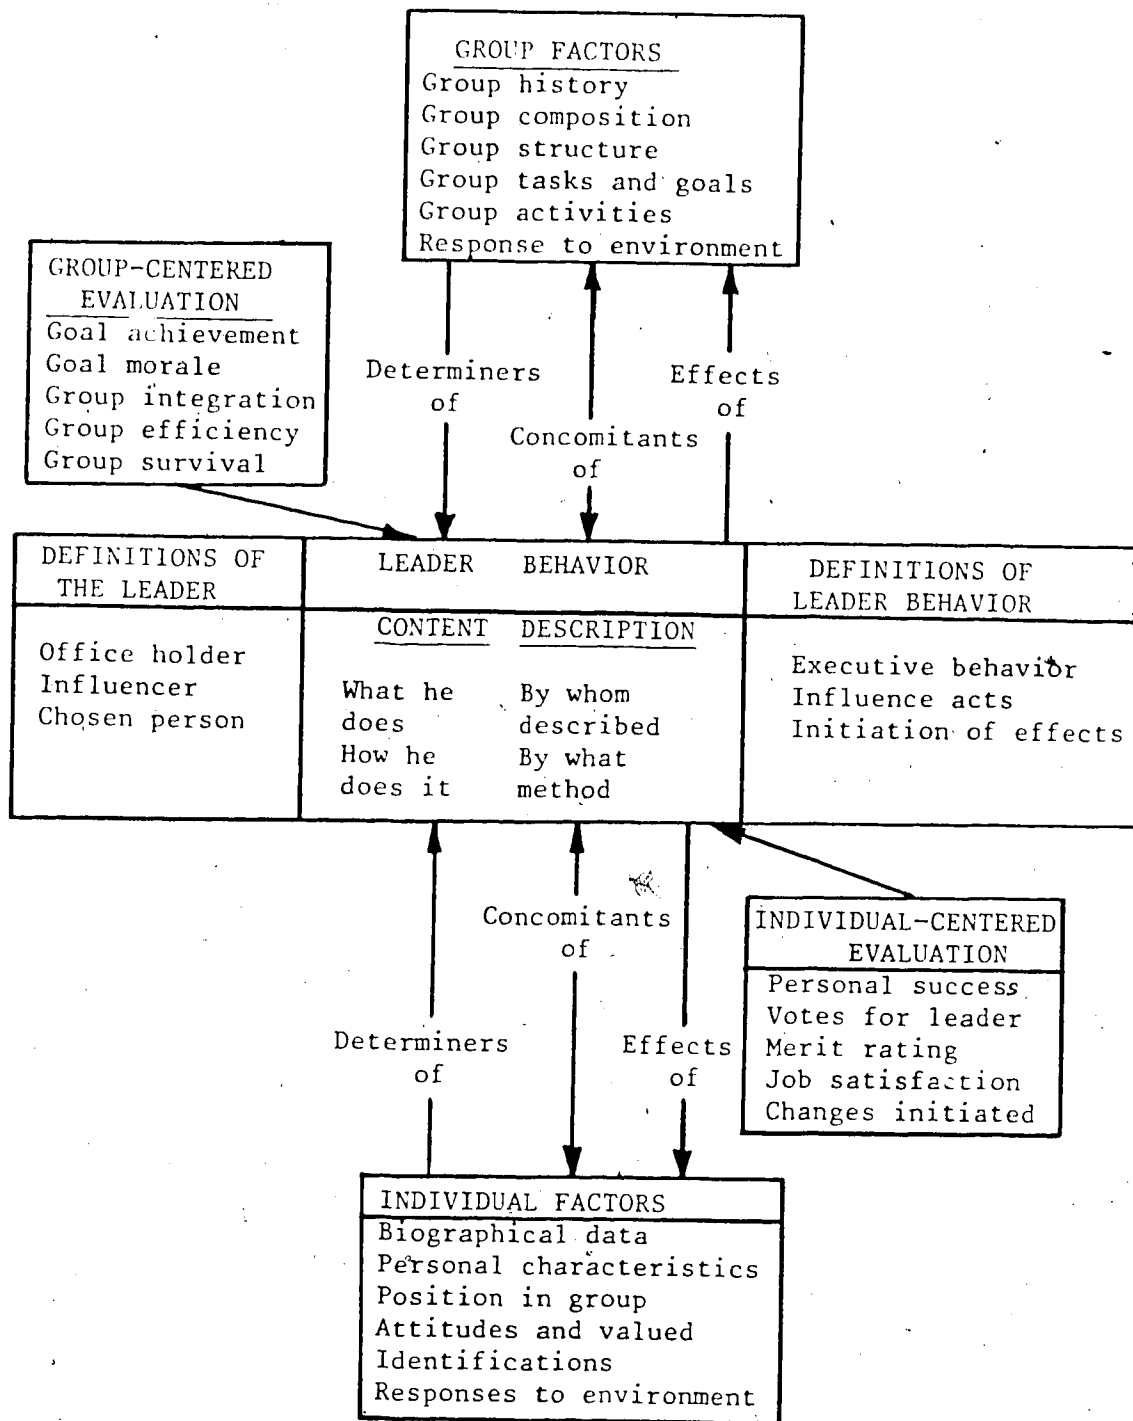 GROUP FACTORS
Group history
Group composition
Group structure
Group tasks and goals
Group activities
Response to environment
GROUP-CENTERED
EVALUATION
Goal achievement
Goal morale
Group integration
Group efficiency
Group survival
Determiners
of
Concomitants
of
Effects
of
DEFINITIONS OF
THE LEADER
Office holder
Influencer
Chosen person
LEADER BEHAVIOR
CONTENT DESCRIPTION
What he
does
How he
does it
By whom
described
By what
method
DEFINITIONS OF
LEADER BEHAVIOR
Executive behavior
Influence acts
Initiation of effects
Determiners
of
Concomitants
of
Effects
of
INDIVIDUAL-CENTERED
EVALUATION
Personal success
Votes for leader
Merit rating
Job satisfaction
Changes initiated
INDIVIDUAL FACTORS
Biographical data
Personal characteristics
Position in group
Attitudes and valued
Identifications
Responses to environment